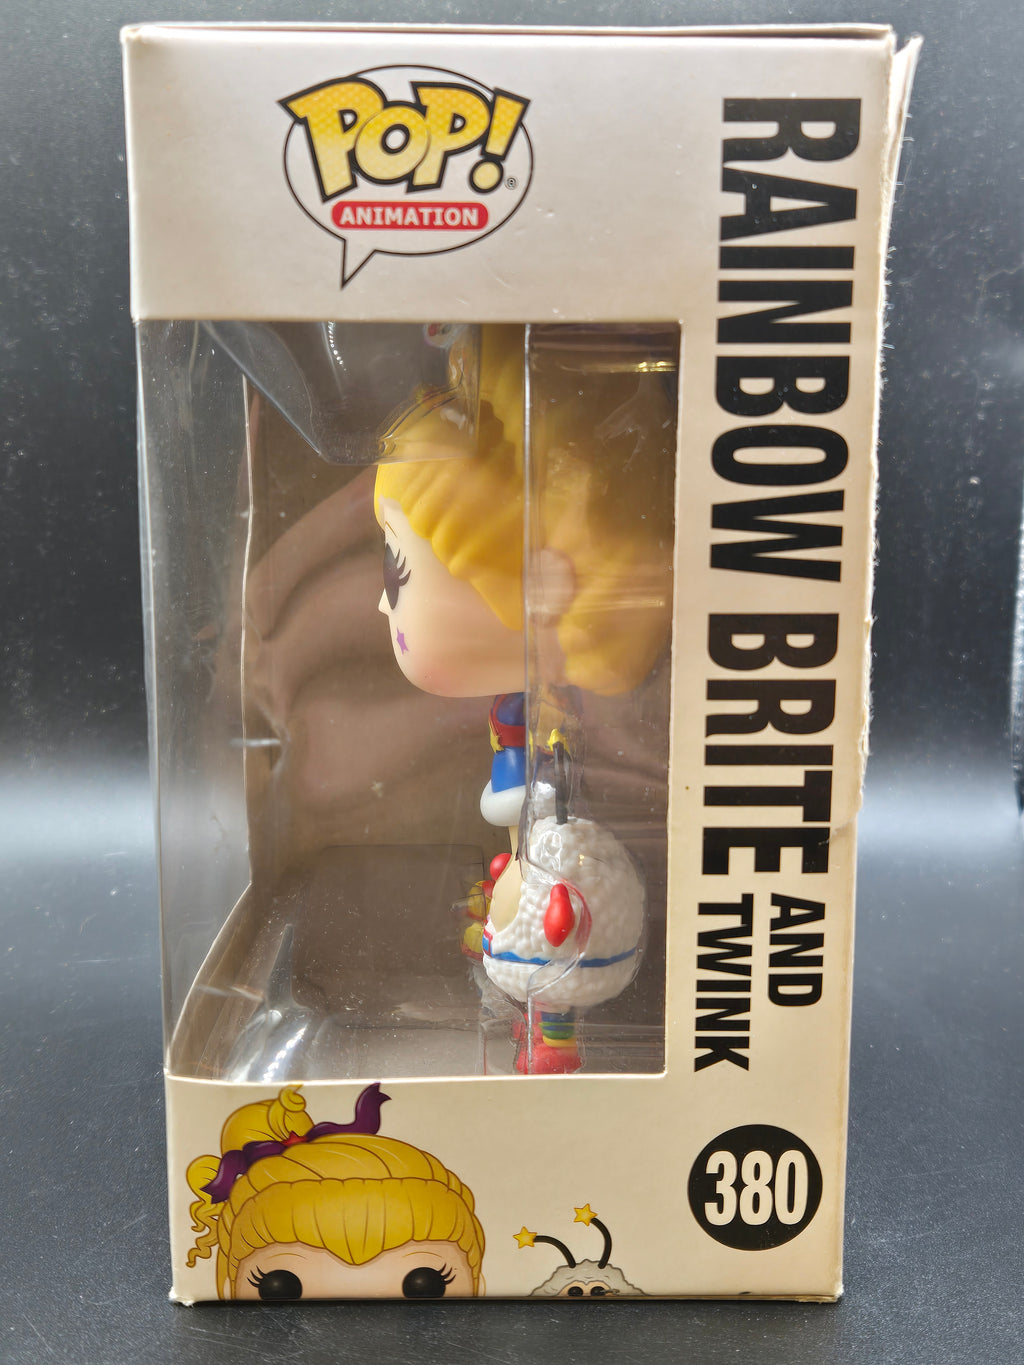 POP!
®
ANIMATION
RAINBOW BRITE AND
TWINK
380